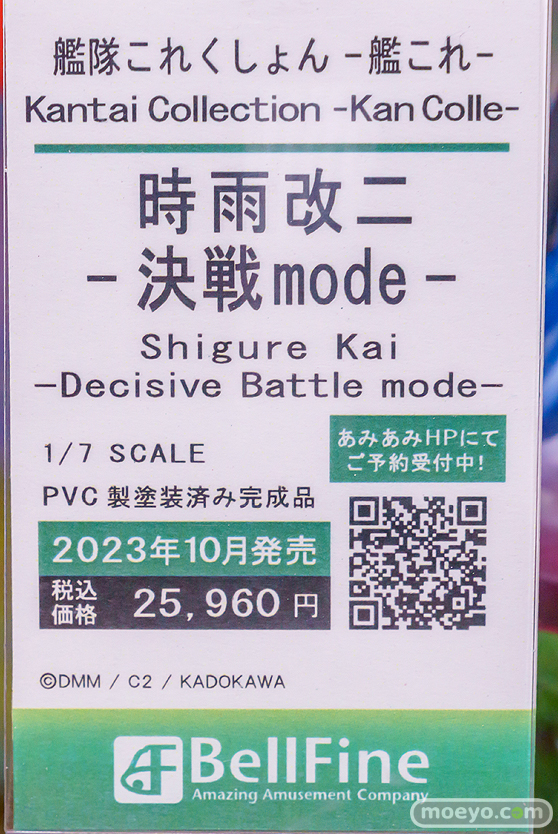 艦隊これくしょん -艦これ-
Kantai Collection -Kan Colle-
時雨改二
-決戦mode-
Shigure Kai
-Decisive Battle mode-
1/7 SCALE
PVC製塗装済み完成品
あみあみHPにて
ご予約受付中!
2023年10月発売
税込価格 25,960 円
©DMM / C2 / KADOKAWA
BellFine
Amazing Amusement Company
moeyo.com